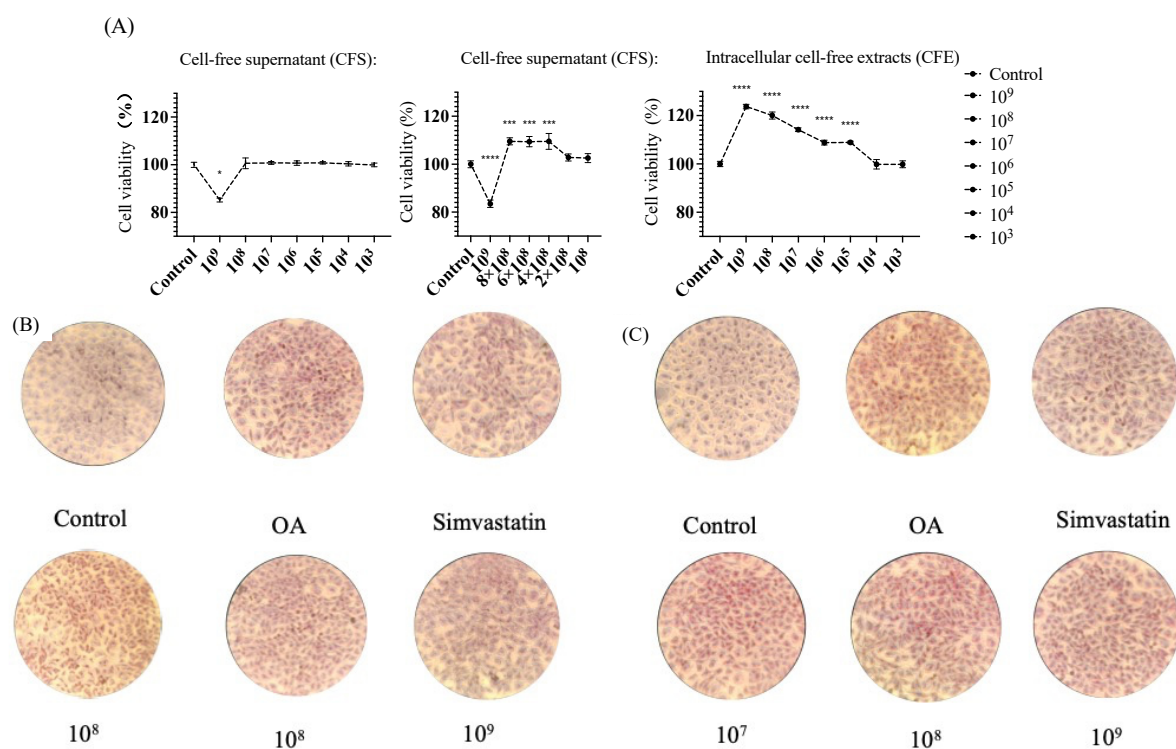 (A)
Cell-free supernatant (CFS):
Cell viability (%)
120
100
80
*
Control
10⁹
10⁸
10⁷
10⁶
10⁵
10⁴
10³
Cell-free supernatant (CFS):
Cell viability (%)
120
100
80
****
***
***
***
Control
10⁹
8×10⁸
6×10⁸
4×10⁸
2×10⁸
10⁸
Intracellular cell-free extracts (CFE)
Cell viability (%)
120
100
80
****
****
****
****
****
Control
10⁹
10⁸
10⁷
10⁶
10⁵
10⁴
10³
Control
10⁹
10⁸
10⁷
10⁶
10⁵
10⁴
10³
(B)
Control
OA
Simvastatin
10⁸
10⁸
10⁹
(C)
Control
OA
Simvastatin
10⁷
10⁸
10⁹